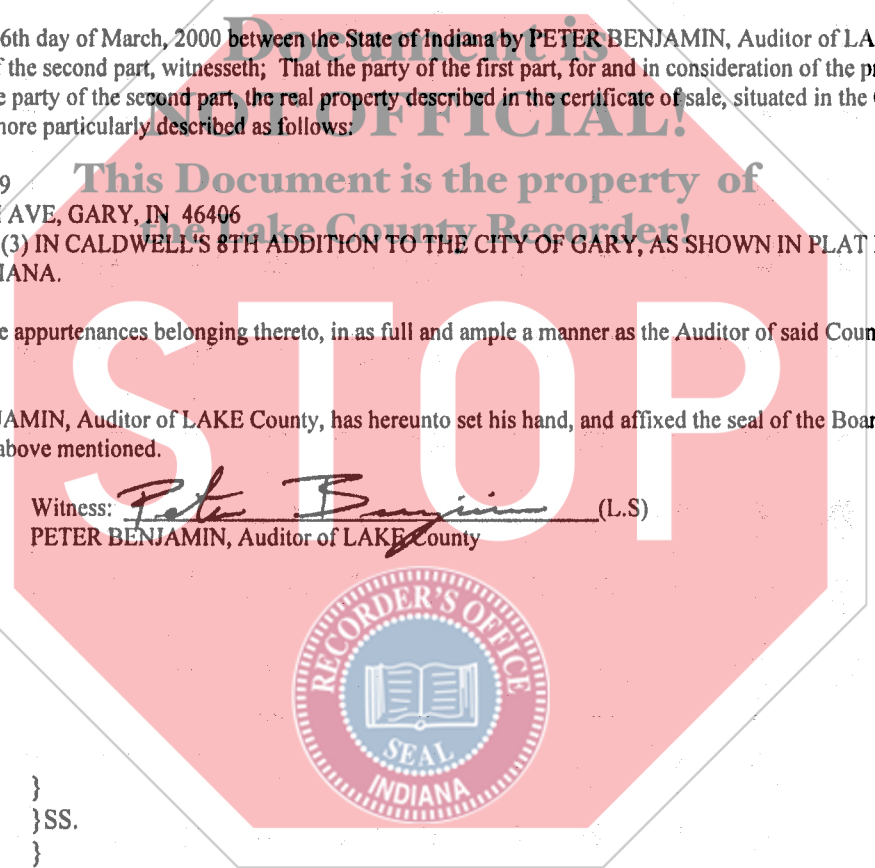 Document is
6th day of March, 2000 between the State of Indiana by PETER BENJAMIN, Auditor of LA
f the second part, witnesseth; That the party of the first part, for and in consideration of the pr
e party of the second part, the real property described in the certificate of sale, situated in the
NOT OFFICIAL!
nore particularly described as follows:
9
This Document is the property of
AVE, GARY, IN 46406
the Lake County Recorder!
(3) IN CALDWELL'S 8TH ADDITION TO THE CITY OF GARY, AS SHOWN IN PLAT
IANA.
STOP
e appurtenances belonging thereto, in as full and ample a manner as the Auditor of said Coun
JAMIN, Auditor of LAKE County, has hereunto set his hand, and affixed the seal of the Boar
above mentioned.
Witness: Peter Benjamin (L.S)
PETER BENJAMIN, Auditor of LAKE County
RECORDER'S OFFICE
SEAL
INDIANA
}
}SS.
}